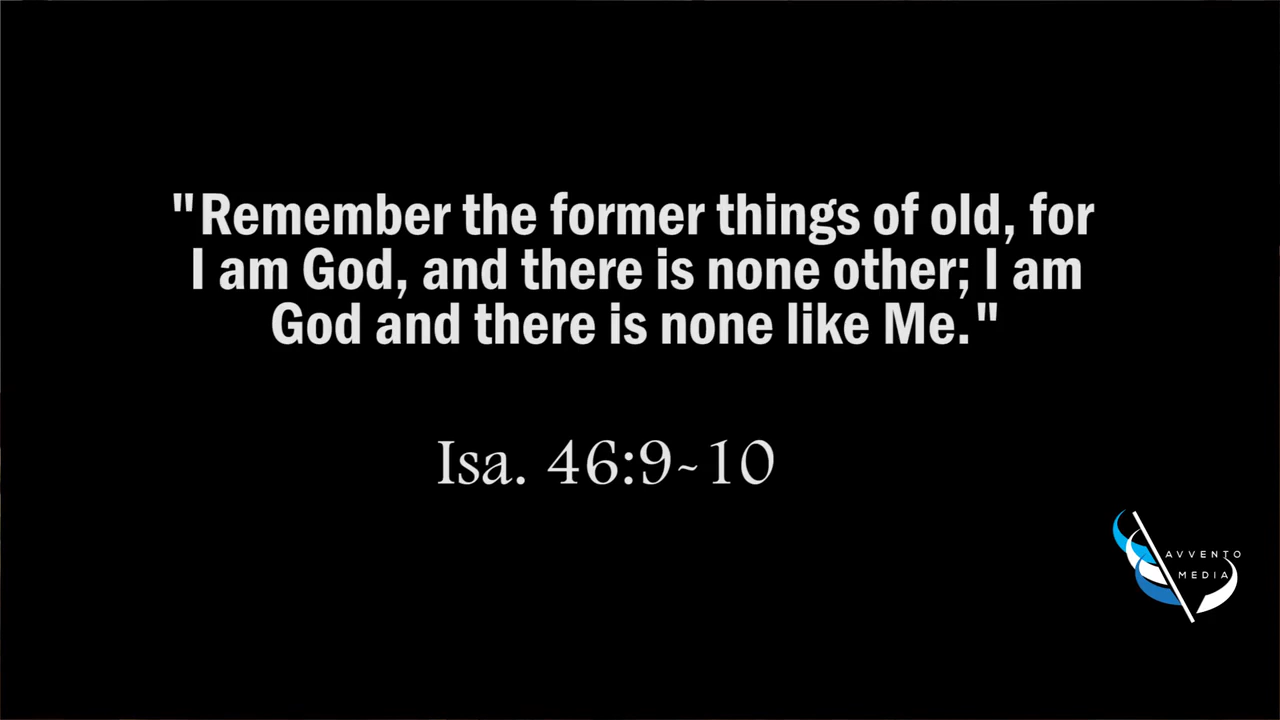 "Remember the former things of old, for
I am God, and there is none other; I am
God and there is none like Me."
Isa. 46:9-10
AVVENTO
MEDIA